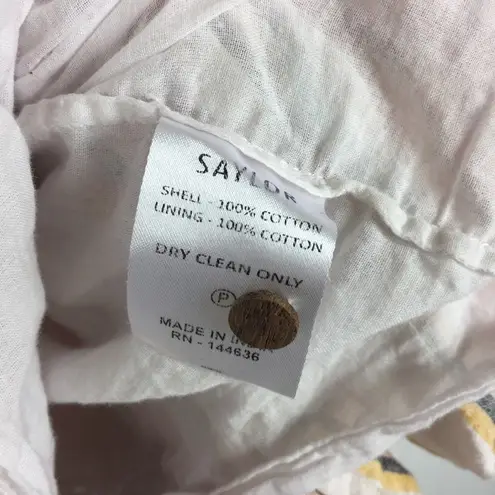 SAYLOR
SHELL - 100% COTTON
LINING - 100% COTTON
DRY CLEAN ONLY
P
MADE IN
RN - 144636